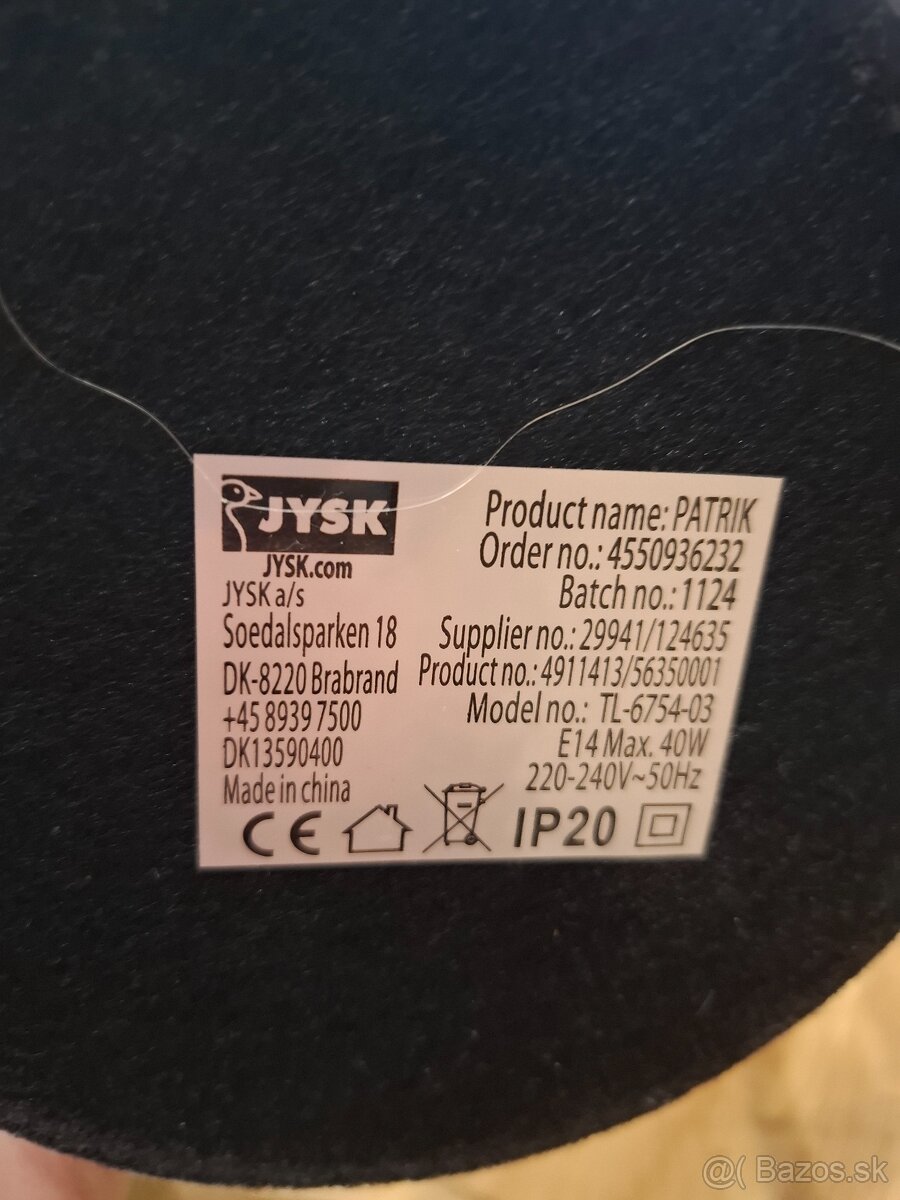 JYSK
JYSK.com
JYSK a/s
Soedalsparken 18
DK-8220 Brabrand
+45 8939 7500
DK13590400
Made in china
Product name: PATRIK
Order no.: 4550936232
Batch no.: 1124
Supplier no.: 29941/124635
Product no.: 4911413/56350001
Model no.: TL-6754-03
E14 Max. 40W
220-240V~50Hz
CE
IP20
@( Bazos.sk